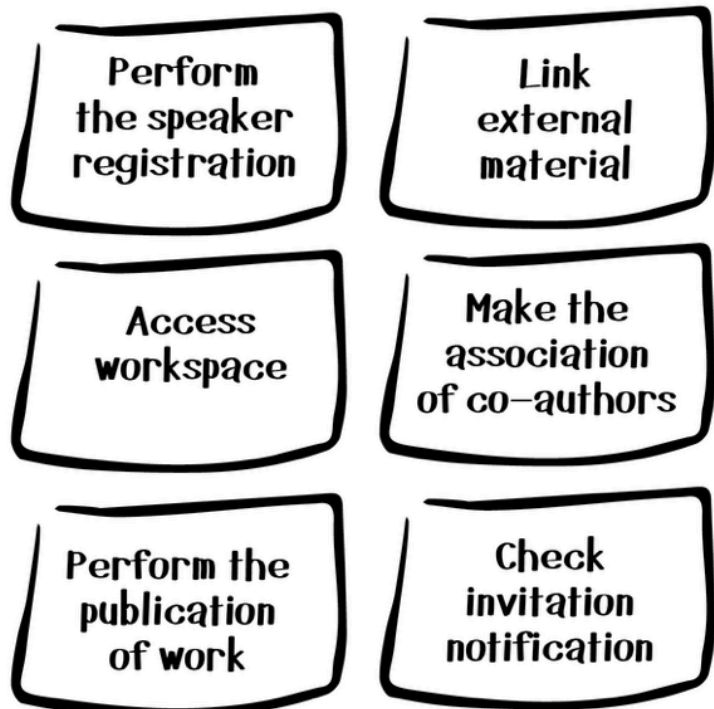 Perform
the speaker
registration
Link
external
material
Access
workspace
Make the
association
of co-authors
Perform the
publication
of work
Check
invitation
notification